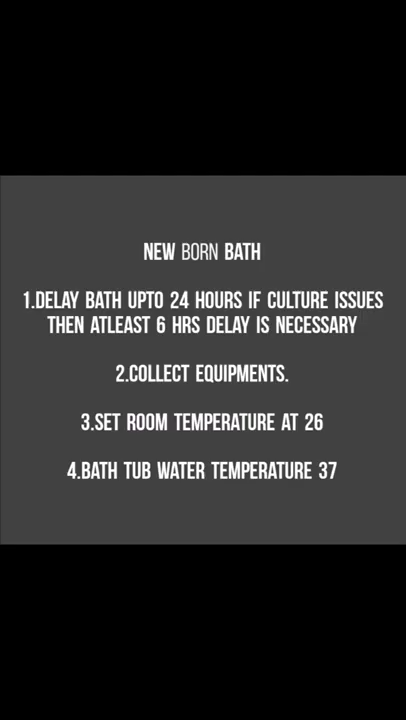 NEW BORN BATH
1.DELAY BATH UPTO 24 HOURS IF CULTURE ISSUES
THEN ATLEAST 6 HRS DELAY IS NECESSARY
2.COLLECT EQUIPMENTS.
3.SET ROOM TEMPERATURE AT 26
4.BATH TUB WATER TEMPERATURE 37